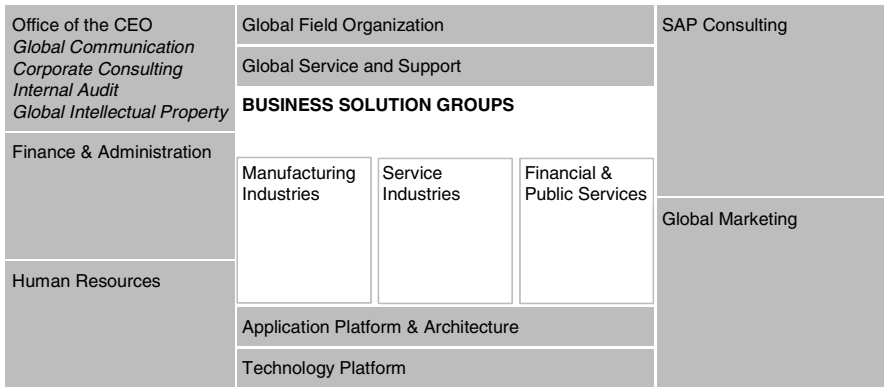 Office of the CEO
Global Communication
Corporate Consulting
Internal Audit
Global Intellectual Property
Finance & Administration
Human Resources
Global Field Organization
Global Service and Support
BUSINESS SOLUTION GROUPS
Manufacturing
Industries
Service
Industries
Financial &
Public Services
Application Platform & Architecture
Technology Platform
SAP Consulting
Global Marketing